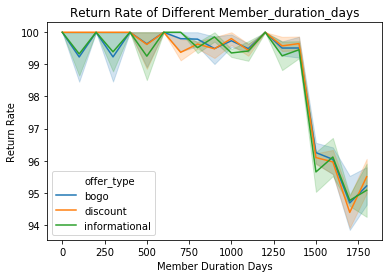 Return Rate of Different Member_duration_days
100
99
98
97
96
95
94
Return Rate
offer_type
bogo
discount
informational
0
250
500
750
1000
1250
1500
1750
Member Duration Days